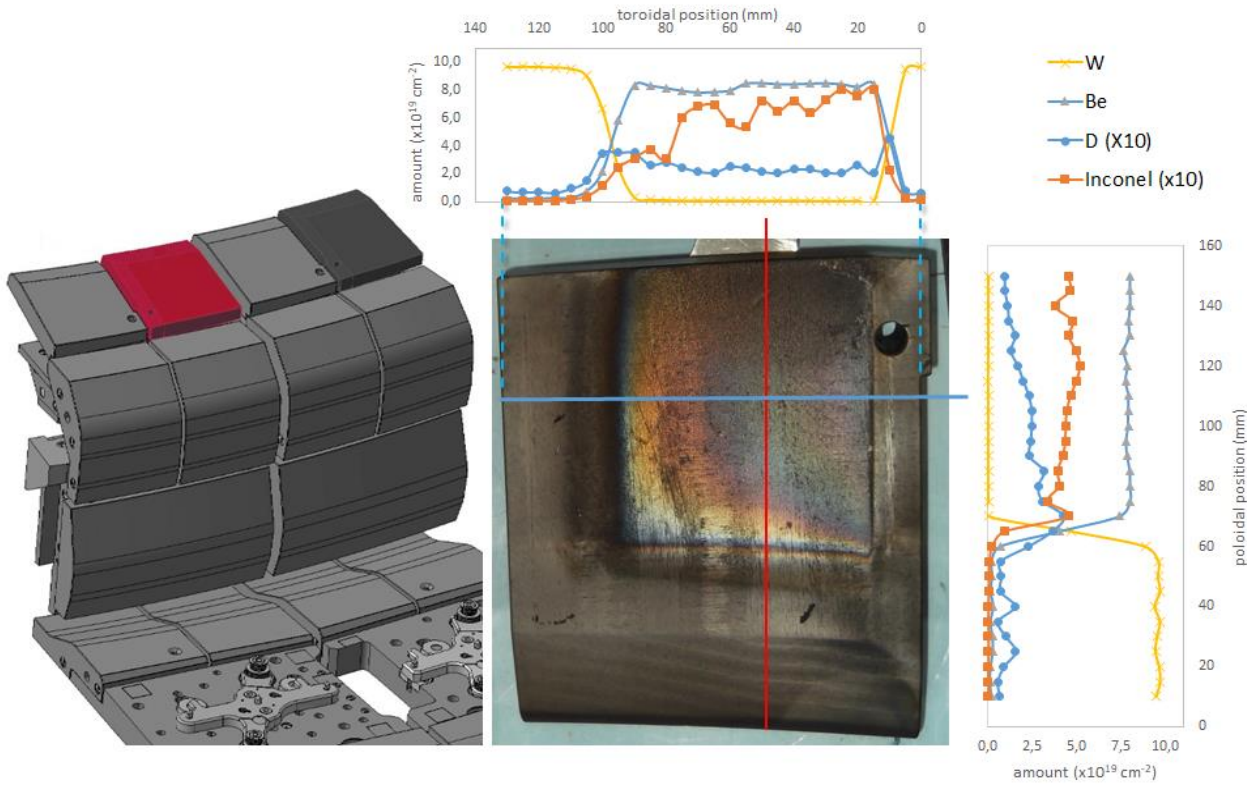 toroidal position (mm)
140 120 100 80 60 40 20 0
10,0
8,0
6,0
4,0
2,0
0,0
amount (x10¹⁹ cm⁻²)
W
Be
D (X10)
Inconel (x10)
160
140
120
100
80
60
40
20
0
poloidal position (mm)
0,0 2,5 5,0 7,5 10,0
amount (x10¹⁹ cm⁻²)